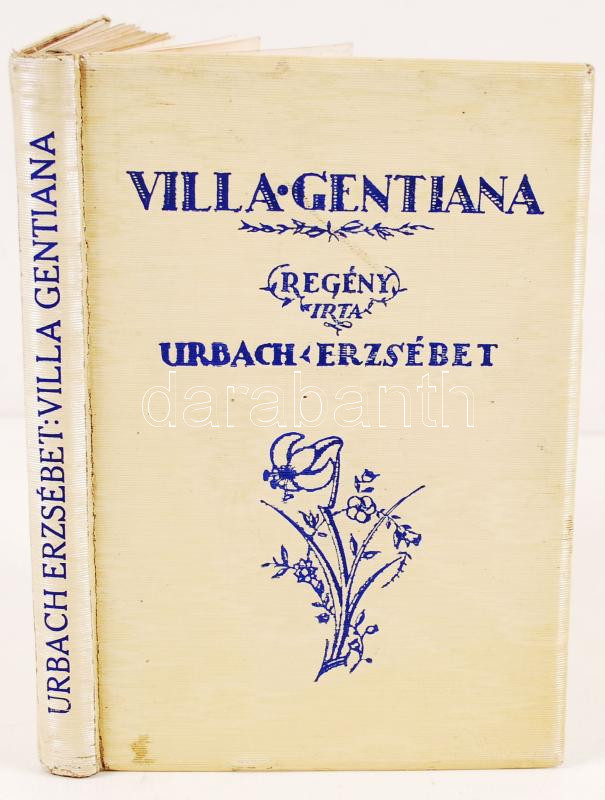 URBACH ERZSÉBET: VILLA GENTIANA
VILLA•GENTIANA
REGÉNY
IRTA
URBACH ERZSÉBET
darabanth